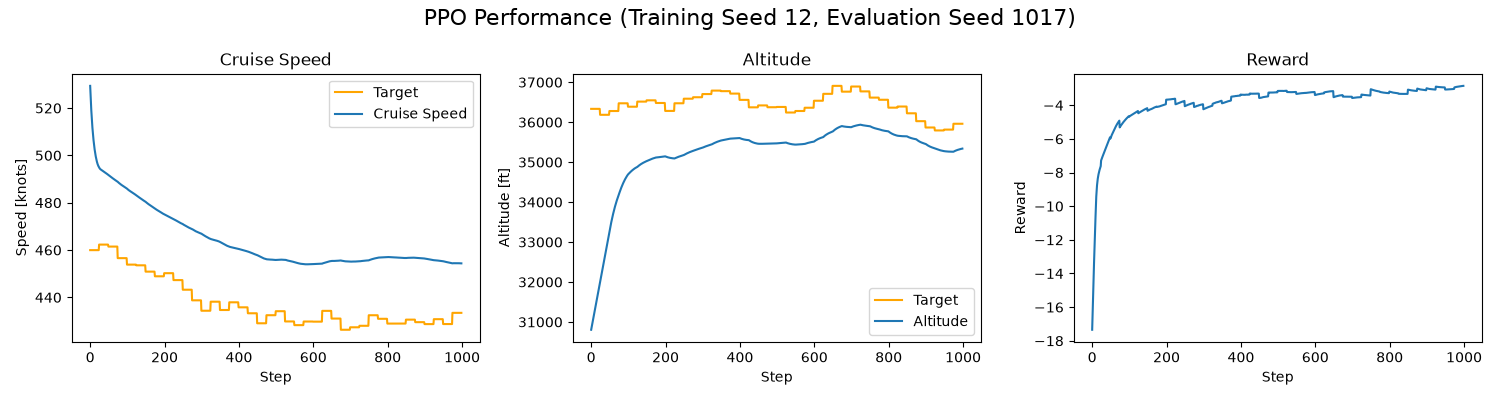 PPO Performance (Training Seed 12, Evaluation Seed 1017)
Cruise Speed
Speed [knots]
520
500
480
460
440
Target
Cruise Speed
0 200 400 600 800 1000
Step
Altitude
Altitude [ft]
37000
36000
35000
34000
33000
32000
31000
Target
Altitude
0 200 400 600 800 1000
Step
Reward
Reward
−4
−6
−8
−10
−12
−14
−16
−18
0 200 400 600 800 1000
Step